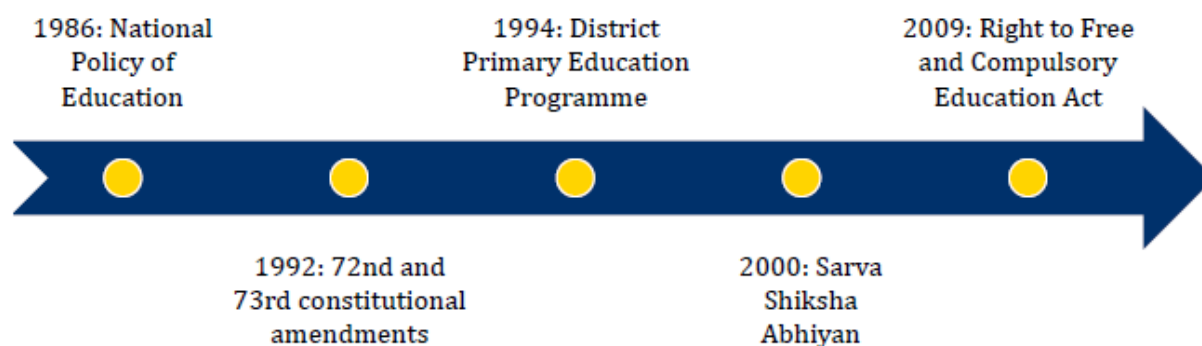 1986: National
Policy of
Education
1992: 72nd and
73rd constitutional
amendments
1994: District
Primary Education
Programme
2000: Sarva
Shiksha
Abhiyan
2009: Right to Free
and Compulsory
Education Act